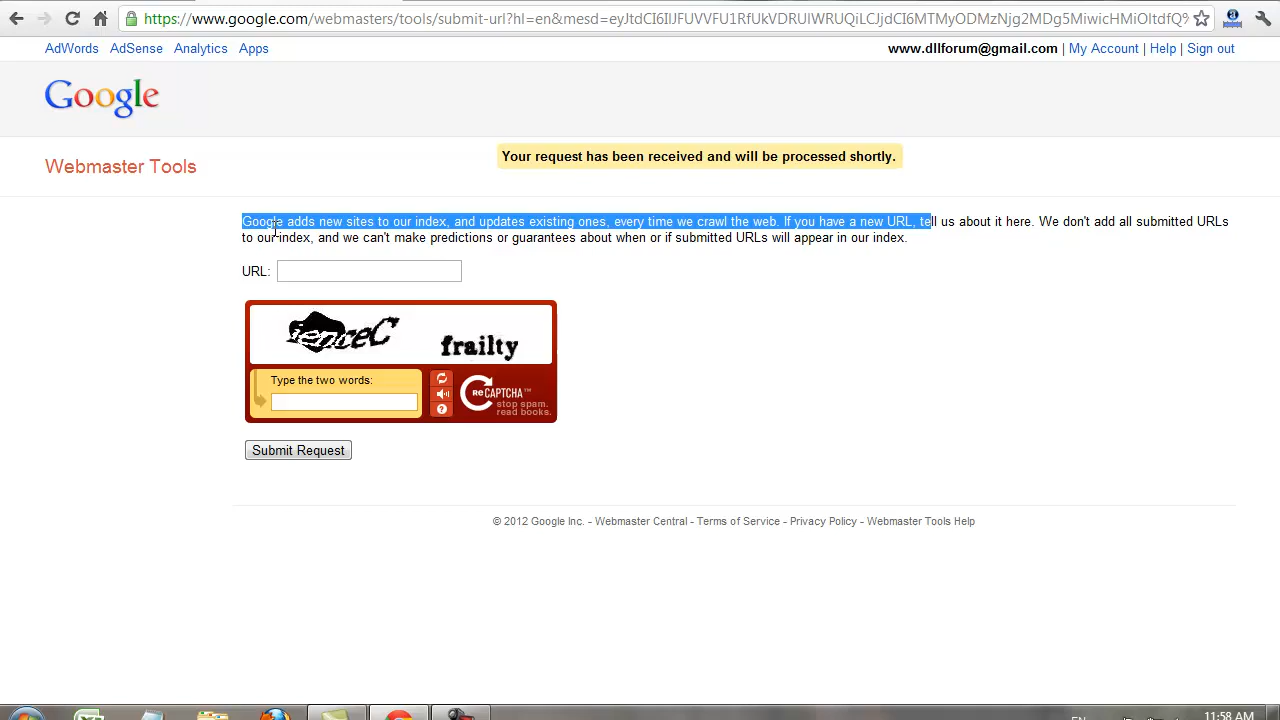 https://www.google.com/webmasters/tools/submit-url?hl=en&mesd=
AdWords AdSense Analytics Apps www.dllforum@gmail.com | My Account | Help | Sign out
Google
Webmaster Tools
Your request has been received and will be processed shortly.
Google adds new sites to our index, and updates existing ones, every time we crawl the web. If you have a new URL, tell us about it here. We don't add all submitted URLs
to our index, and we can't make predictions or guarantees about when or if submitted URLs will appear in our index.
URL:
frailty
Type the two words:
reCAPTCHA™
stop spam.
read books.
Submit Request
© 2012 Google Inc. - Webmaster Central - Terms of Service - Privacy Policy - Webmaster Tools Help
EN 11:58 AM